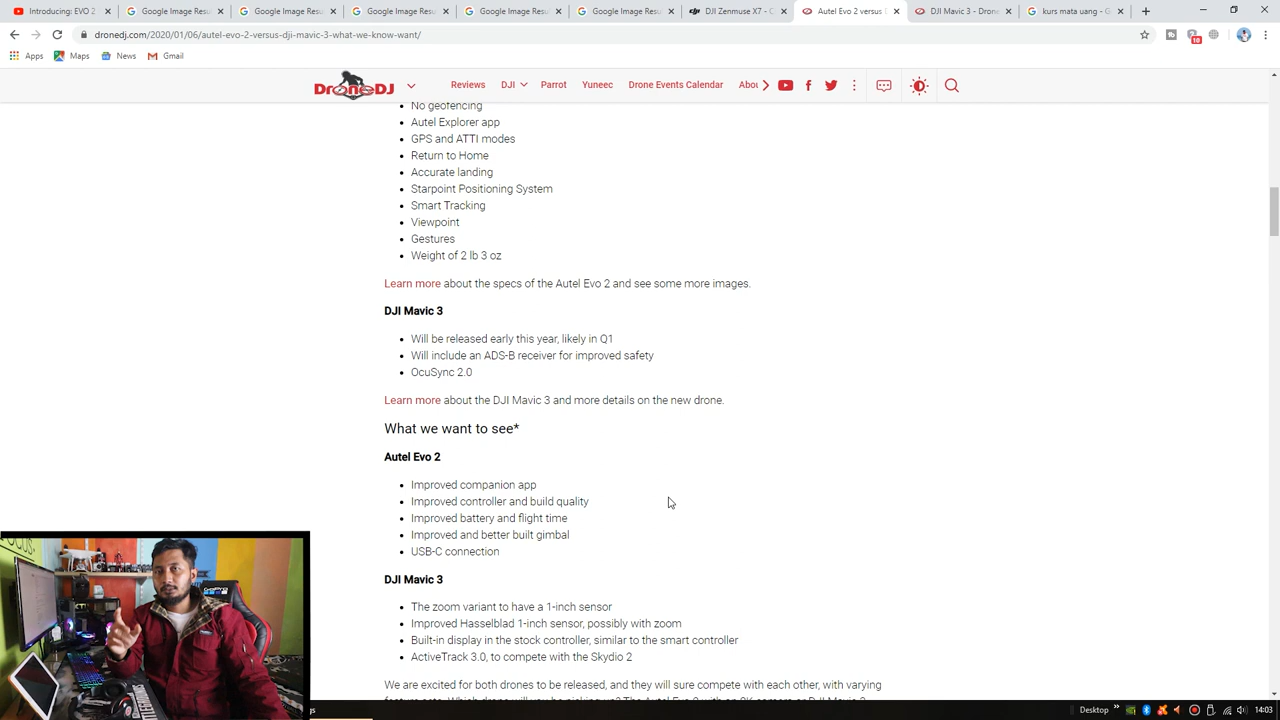 Introducing: EVO 2
Google Image Resu
Google Image Resu
Google Image Resu
Google Image Resu
Google Image Resu
DJI Zenmuse X7 - C
Autel Evo 2 versus
DJI Mavic 3 - Drone
kurs mata uang - G
dronedj.com/2020/01/06/autel-evo-2-versus-dji-mavic-3-what-we-know-want/
10
Apps Maps News Gmail
DroneDJ Reviews DJI Parrot Yuneec Drone Events Calendar Abou
No geofencing
Autel Explorer app
GPS and ATTI modes
Return to Home
Accurate landing
Starpoint Positioning System
Smart Tracking
Viewpoint
Gestures
Weight of 2 lb 3 oz
Learn more about the specs of the Autel Evo 2 and see some more images.
DJI Mavic 3
Will be released early this year, likely in Q1
Will include an ADS-B receiver for improved safety
OcuSync 2.0
Learn more about the DJI Mavic 3 and more details on the new drone.
What we want to see*
Autel Evo 2
Improved companion app
Improved controller and build quality
Improved battery and flight time
Improved and better built gimbal
USB-C connection
DJI Mavic 3
The zoom variant to have a 1-inch sensor
Improved Hasselblad 1-inch sensor, possibly with zoom
Built-in display in the stock controller, similar to the smart controller
ActiveTrack 3.0, to compete with the Skydio 2
We are excited for both drones to be released, and they will sure compete with each other, with varying
Desktop 14:03